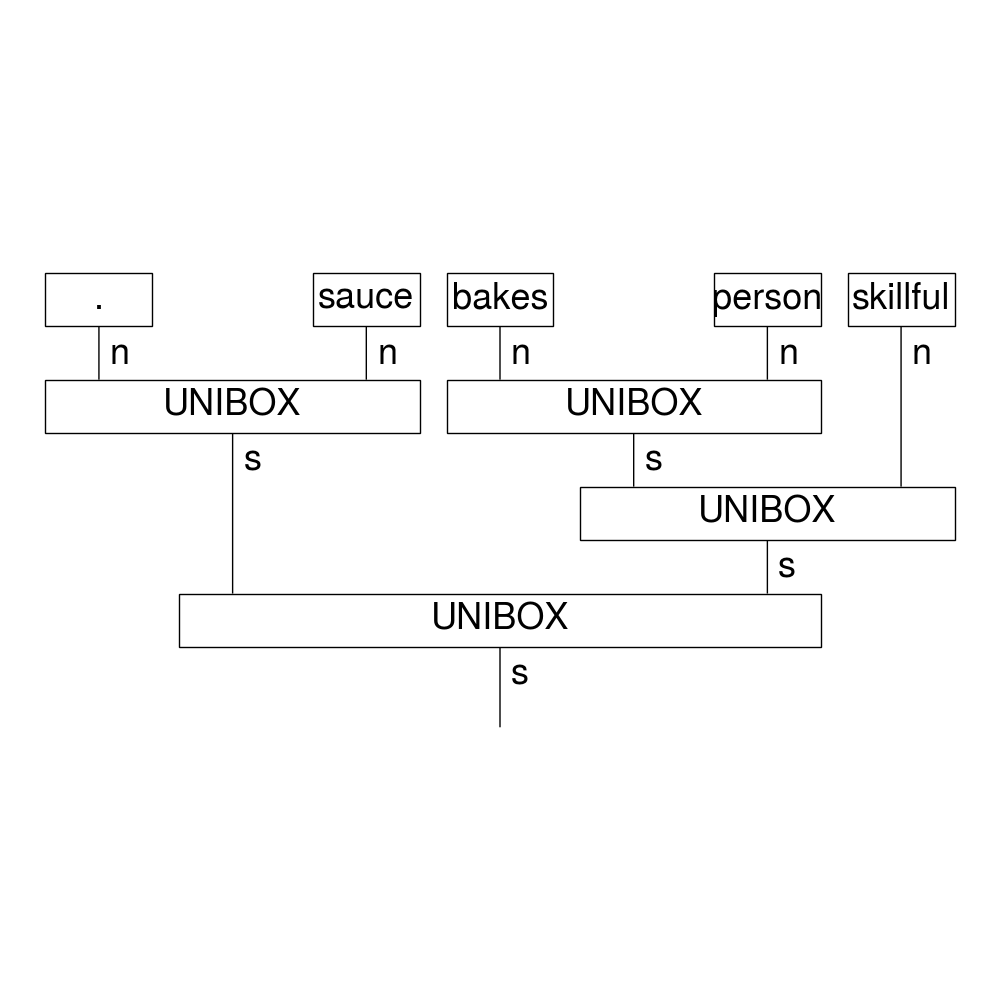 . sauce bakes person skillful
n n n n n
UNIBOX UNIBOX
s s
UNIBOX
s
UNIBOX
s